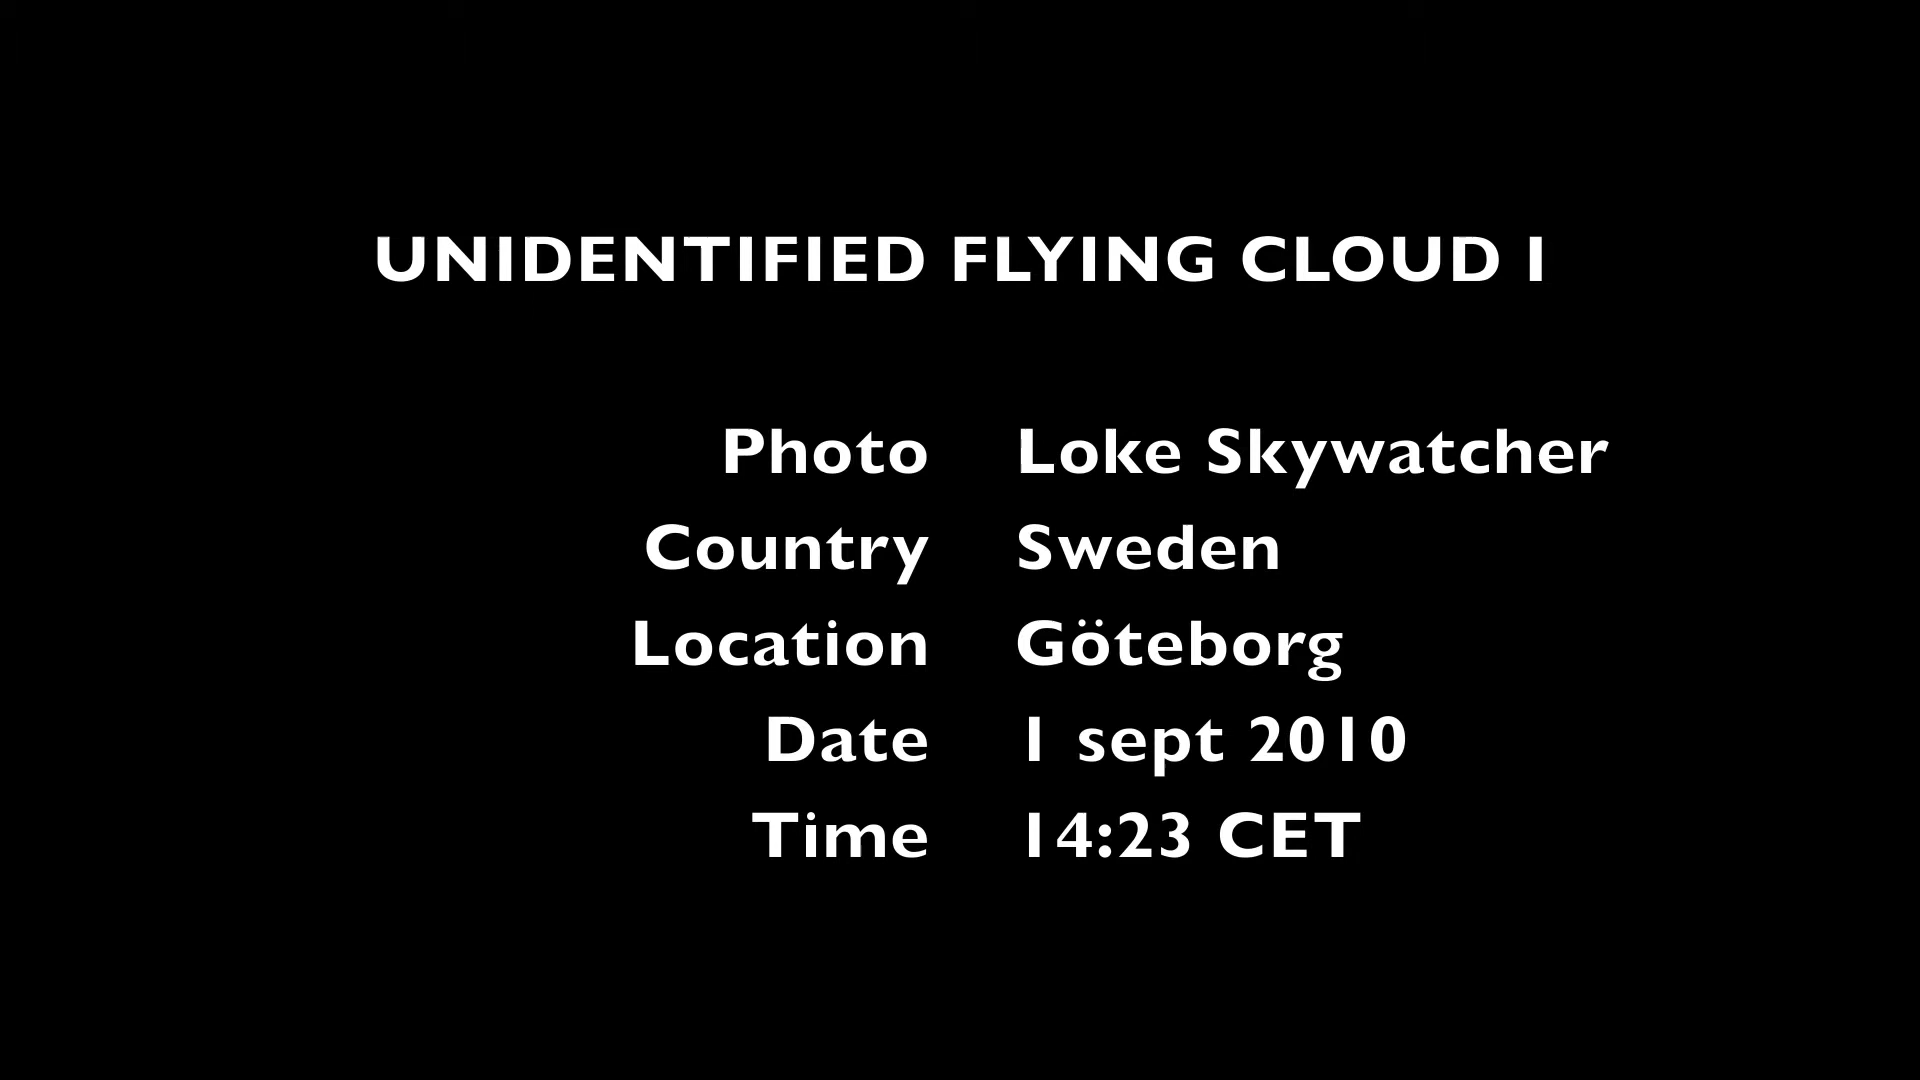 UNIDENTIFIED FLYING CLOUD I
Photo Loke Skywatcher
Country Sweden
Location Göteborg
Date 1 sept 2010
Time 14:23 CET